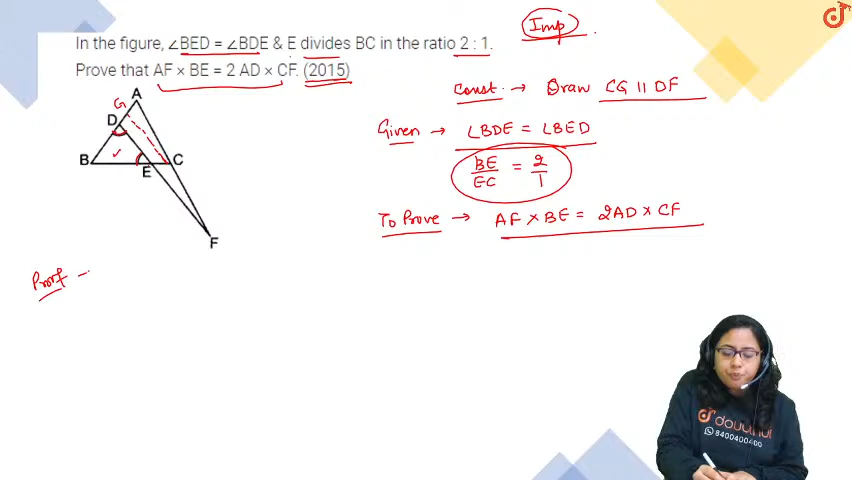 Imp
In the figure, ∠BED = ∠BDE & E divides BC in the ratio 2 : 1.
Prove that AF × BE = 2 AD × CF. (2015)
Const. → Draw CG || DF
Given → ∠BDE = ∠BED
BE/EC = 2/1
To Prove → AF × BE = 2AD × CF
A
G
D
B
C
E
F
Proof -
doubtnut
8400400400